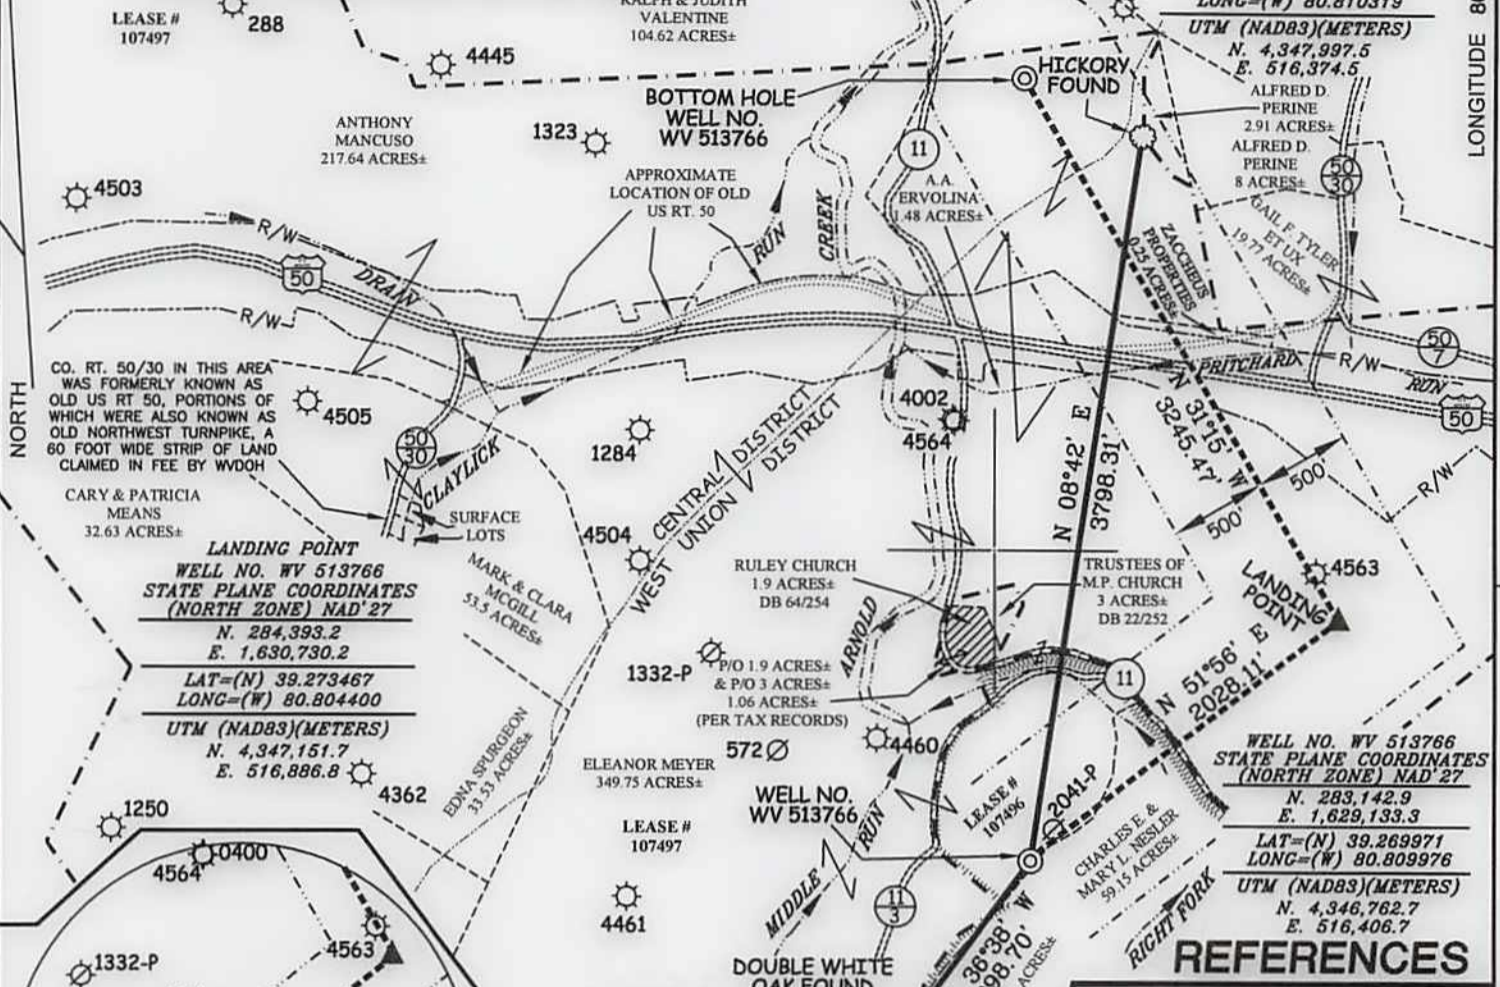 LEASE #
107497
288
4445
RALPH & JUDITH
VALENTINE
104.62 ACRES±
LONG=(W) 80.810319
UTM (NAD83)(METERS)
N. 4,347,997.5
E. 516,374.5
LONGITUDE 80
HICKORY
FOUND
BOTTOM HOLE
WELL NO.
WV 513766
ALFRED D.
PERINE
2.91 ACRES±
ALFRED D.
PERINE
8 ACRES±
ANTHONY
MANCUSO
217.64 ACRES±
1323
11
50
30
4503
APPROXIMATE
LOCATION OF OLD
US RT. 50
A.A.
ERVOLINA
1.48 ACRES±
CREEK
RUN
GAIL F. TYLER
ET UX
19.77 ACRES±
ZACCHEUS
PROPERTIES
0.25 ACRES±
R/W
50
DRAIN
R/W
50
7
PRITCHARD
R/W
RUN
50
NORTH
CO. RT. 50/30 IN THIS AREA
WAS FORMERLY KNOWN AS
OLD US RT 50, PORTIONS OF
WHICH WERE ALSO KNOWN AS
OLD NORTHWEST TURNPIKE, A
60 FOOT WIDE STRIP OF LAND
CLAIMED IN FEE BY WVDOH
4505
50
30
CLAYLICK
1284
4002
4564
CENTRAL DISTRICT
WEST UNION DISTRICT
N 08°42' E
3798.31'
N 31°15' W
3245.47'
500'
500'
R/W
CARY & PATRICIA
MEANS
32.63 ACRES±
SURFACE
LOTS
4504
LANDING POINT
WELL NO. WV 513766
STATE PLANE COORDINATES
(NORTH ZONE) NAD'27
N. 284,393.2
E. 1,630,730.2
LAT=(N) 39.273467
LONG=(W) 80.804400
UTM (NAD83)(METERS)
N. 4,347,151.7
E. 516,886.8
MARK & CLARA
MCGILL
53.5 ACRES±
RULEY CHURCH
1.9 ACRES±
DB 64/254
TRUSTEES OF
M.P. CHURCH
3 ACRES±
DB 22/252
4563
LANDING
POINT
ARNOLD
1332-P
P/O 1.9 ACRES±
& P/O 3 ACRES±
1.06 ACRES±
(PER TAX RECORDS)
11
N 51°56' E
2028.11'
EDNA SPURGEON
33.53 ACRES±
572
4460
ELEANOR MEYER
349.75 ACRES±
4362
1250
WELL NO.
WV 513766
LEASE #
107497
LEASE #
107496
2041-P
CHARLES E. &
MARY L. NESLER
59.15 ACRES±
WELL NO. WV 513766
STATE PLANE COORDINATES
(NORTH ZONE) NAD'27
N. 283,142.9
E. 1,629,133.3
LAT=(N) 39.269971
LONG=(W) 80.809976
UTM (NAD83)(METERS)
N. 4,346,762.7
E. 516,406.7
MIDDLE RUN
11
3
RIGHT FORK
0400
4564
4461
4563
1332-P
DOUBLE WHITE
OAK FOUND
36°38' W
98.70'
ACRES±
REFERENCES